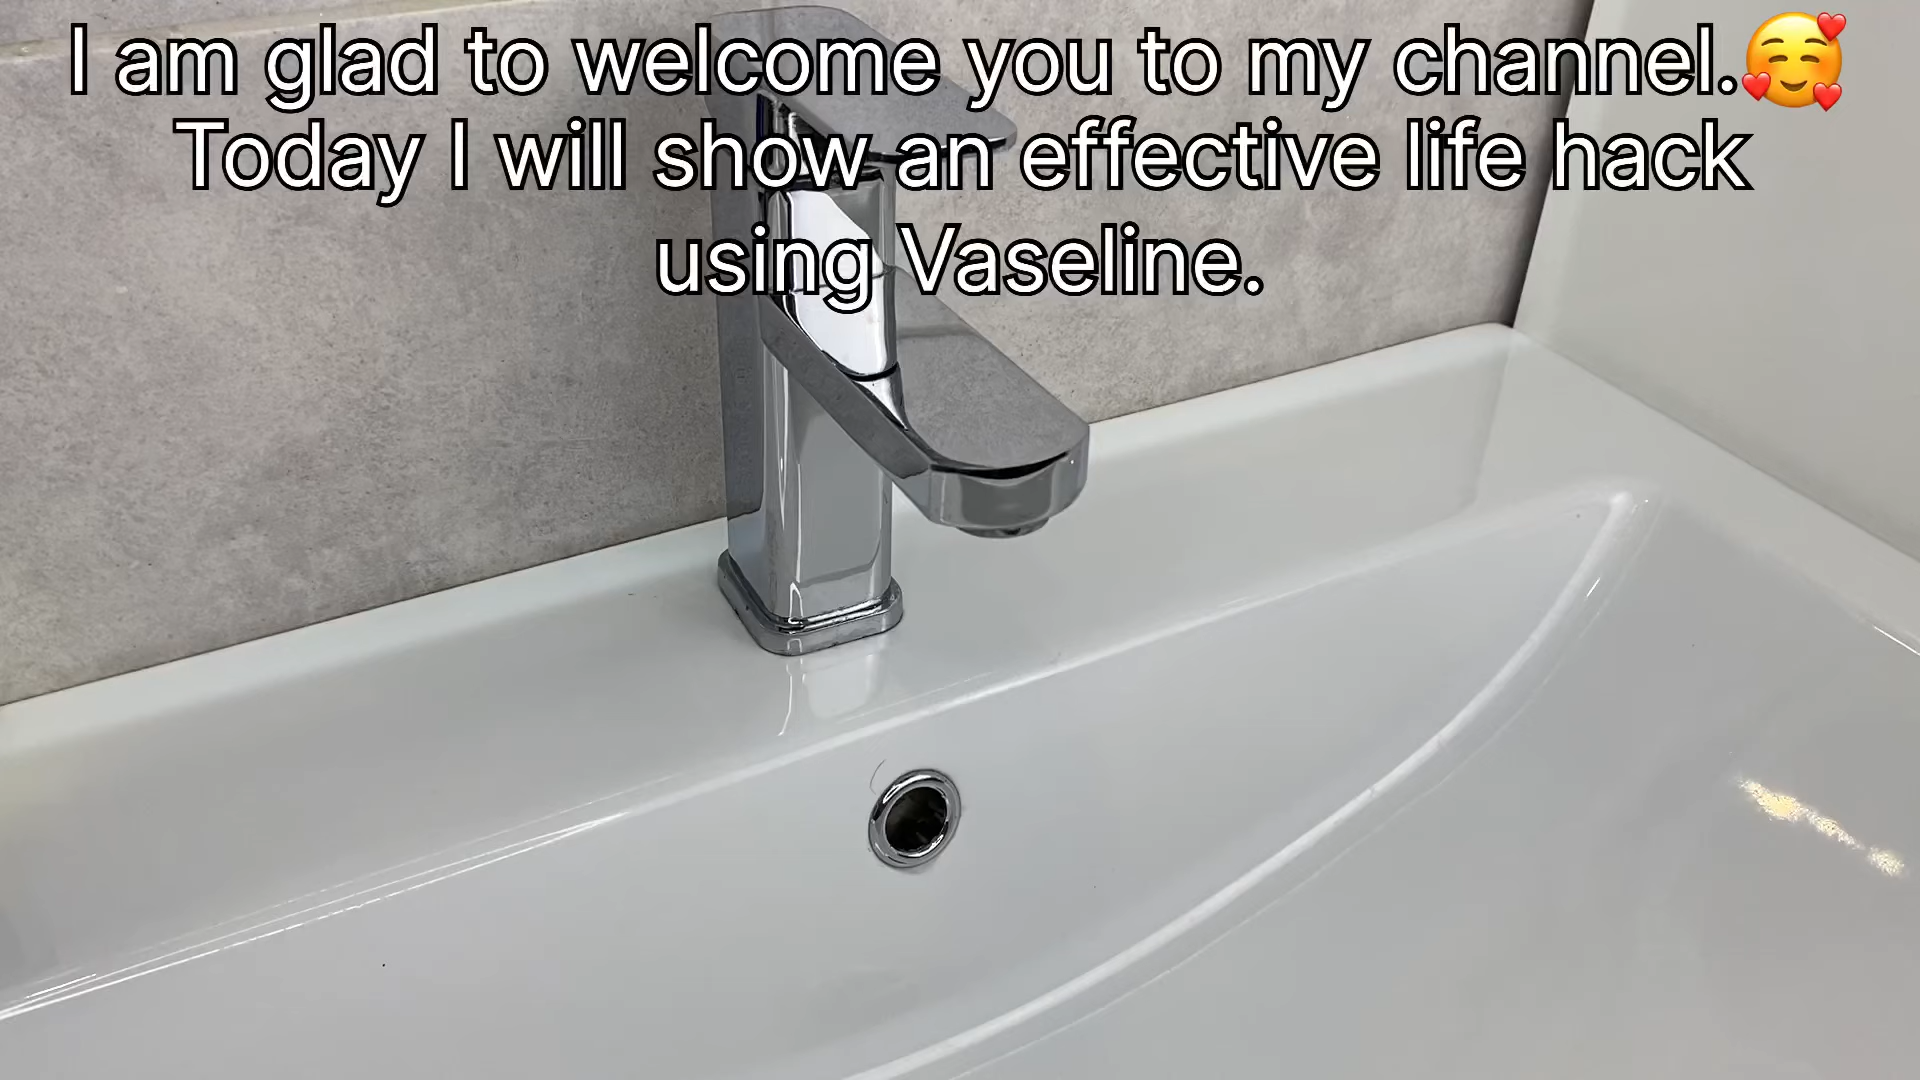 I am glad to welcome you to my channel.🥰
Today I will show an effective life hack
using Vaseline.